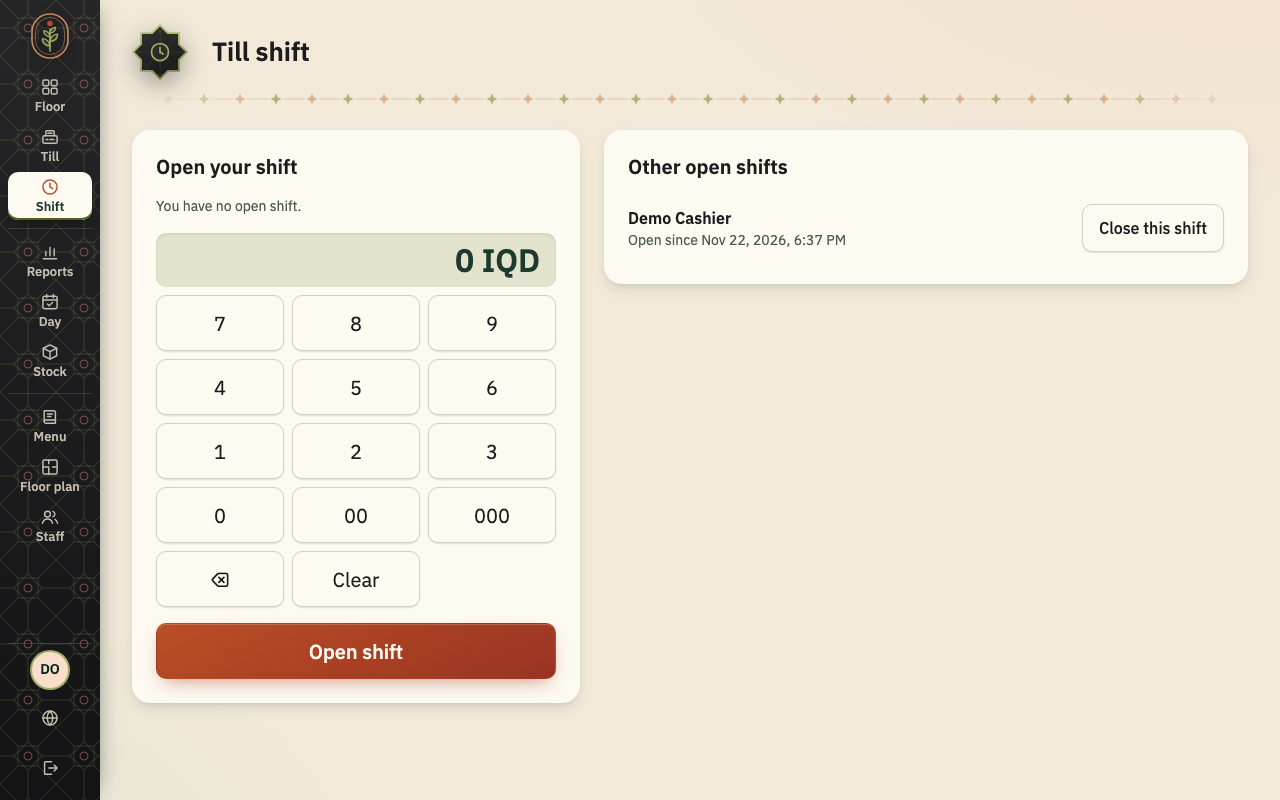 Floor
Till
Shift
Reports
Day
Stock
Menu
Floor plan
Staff
DO
Till shift
Open your shift
You have no open shift.
0 IQD
7 8 9
4 5 6
1 2 3
0 00 000
Clear
Open shift
Other open shifts
Demo Cashier
Open since Nov 22, 2026, 6:37 PM
Close this shift